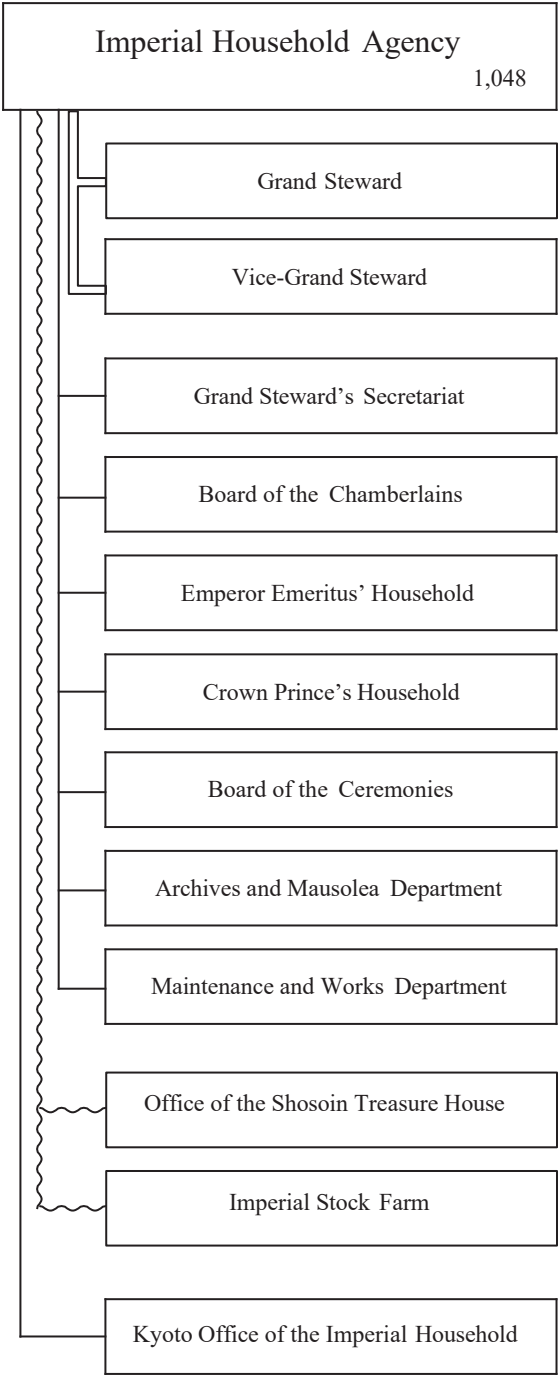 Imperial Household Agency
1,048
Grand Steward
Vice-Grand Steward
Grand Steward’s Secretariat
Board of the Chamberlains
Emperor Emeritus’ Household
Crown Prince’s Household
Board of the Ceremonies
Archives and Mausolea Department
Maintenance and Works Department
Office of the Shosoin Treasure House
Imperial Stock Farm
Kyoto Office of the Imperial Household